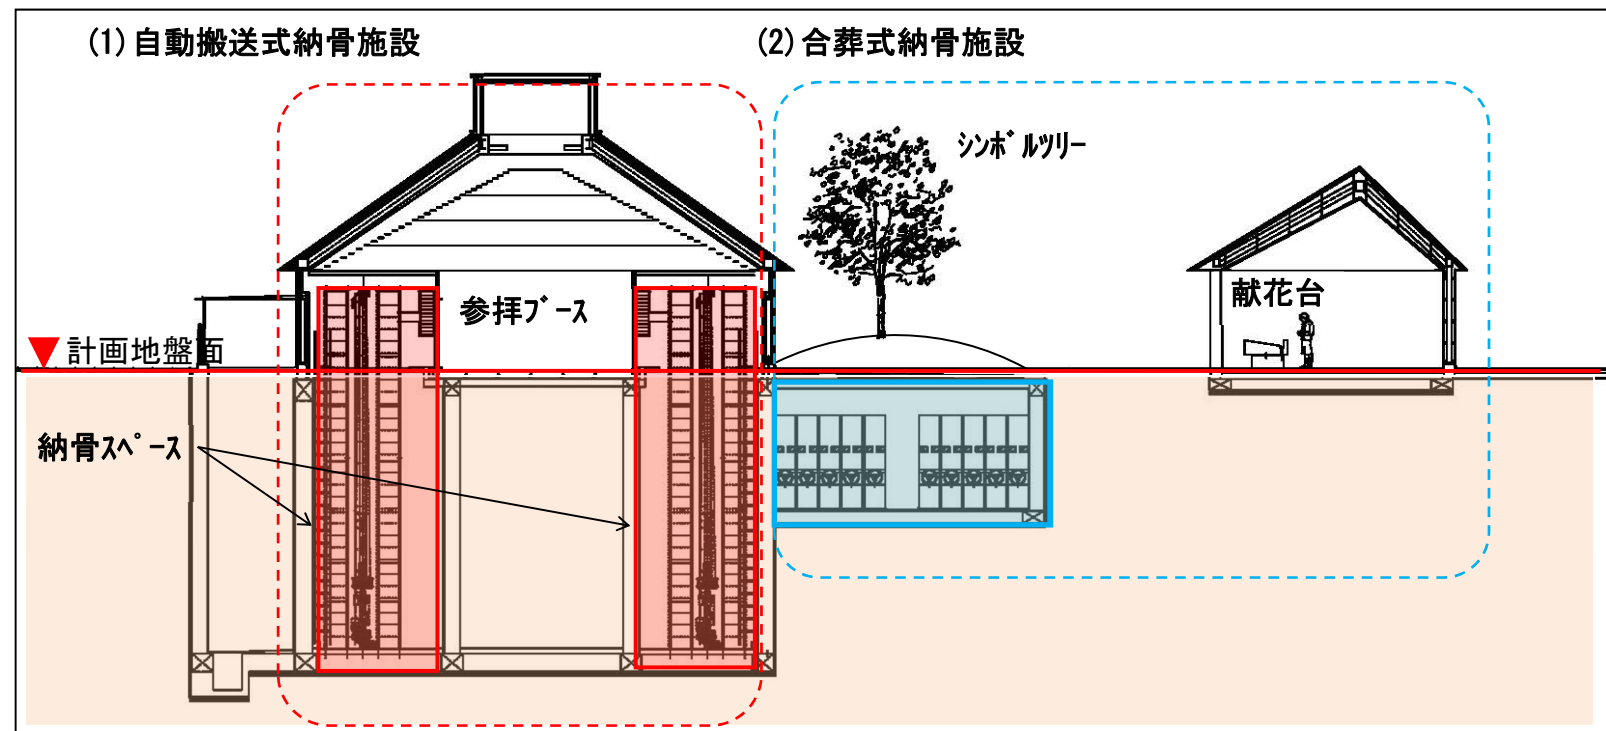 (1)自動搬送式納骨施設
(2)合葬式納骨施設
シンボルツリー
参拝ブース
献花台
計画地盤面
納骨スペース